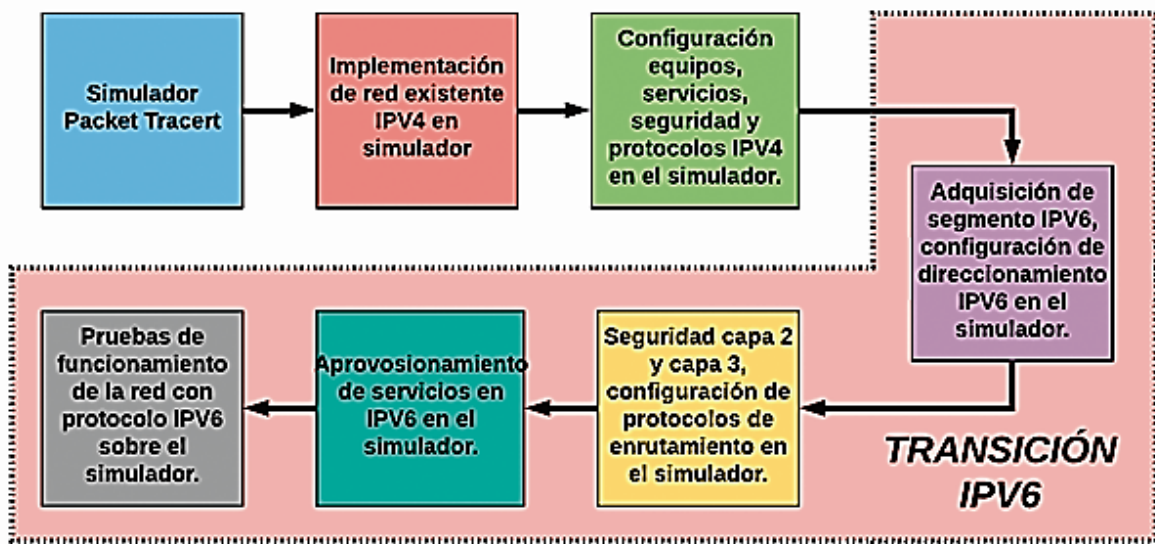 Simulador
Packet Tracert
Implementación
de red existente
IPV4 en
simulador
Configuración
equipos,
servicios,
seguridad y
protocolos IPV4
en el simulador.
Adquisición de
segmento IPV6,
configuración de
direccionamiento
IPV6 en el
simulador.
Seguridad capa 2
y capa 3,
configuración de
protocolos de
enrutamiento en
el simulador.
Aprovosionamiento
de servicios en
IPV6 en el
simulador.
Pruebas de
funcionamiento
de la red con
protocolo IPV6
sobre el
simulador.
TRANSICIÓN
IPV6